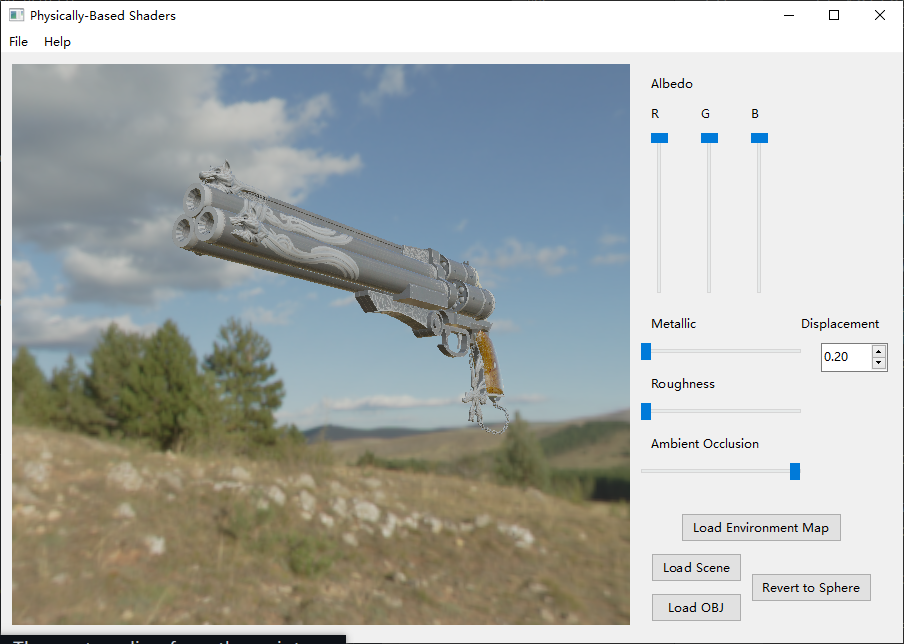 Physically-Based Shaders
File Help
Albedo
R G B
Metallic Displacement
0.20
Roughness
Ambient Occlusion
Load Environment Map
Load Scene
Revert to Sphere
Load OBJ